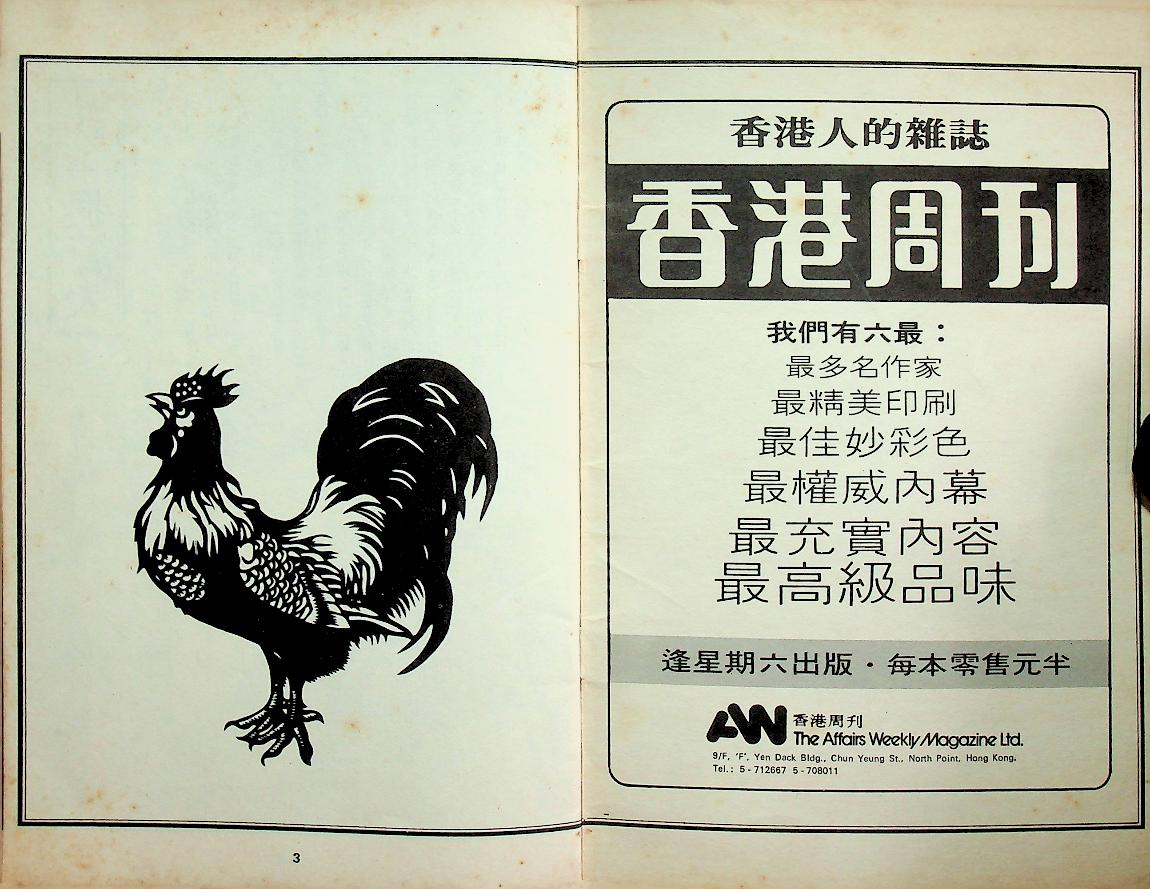 3
香港人的雜誌
香港周刊
我們有六最：
最多名作家
最精美印刷
最佳妙彩色
最權威內幕
最充實內容
最高級品味
逢星期六出版·每本零售元半
AW 香港周刊
The Affairs Weekly Magazine Ltd.
9/F, 'F', Yen Dack Bldg., Chun Yeung St., North Point, Hong Kong.
Tel.: 5-712667 5-708011